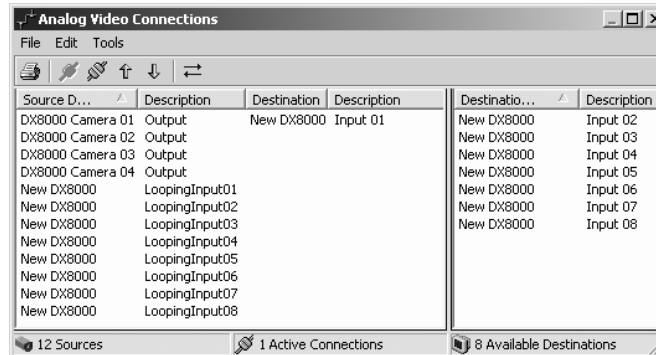 Analog Video Connections
File Edit Tools
Source D... Description Destination Description
DX8000 Camera 01 Output New DX8000 Input 01
DX8000 Camera 02 Output
DX8000 Camera 03 Output
DX8000 Camera 04 Output
New DX8000 LoopingInput01
New DX8000 LoopingInput02
New DX8000 LoopingInput03
New DX8000 LoopingInput04
New DX8000 LoopingInput05
New DX8000 LoopingInput06
New DX8000 LoopingInput07
New DX8000 LoopingInput08
Destinatio... Description
New DX8000 Input 02
New DX8000 Input 03
New DX8000 Input 04
New DX8000 Input 05
New DX8000 Input 06
New DX8000 Input 07
New DX8000 Input 08
12 Sources 1 Active Connections 8 Available Destinations